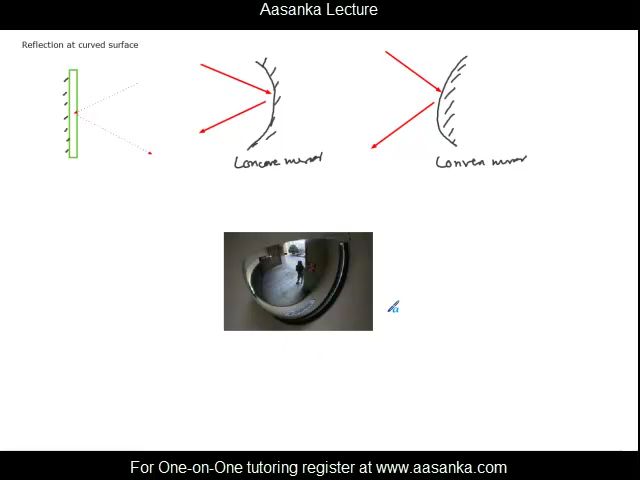 Aasanka Lecture
Reflection at curved surface
Concave mirror
Convex mirror
For One-on-One tutoring register at www.aasanka.com